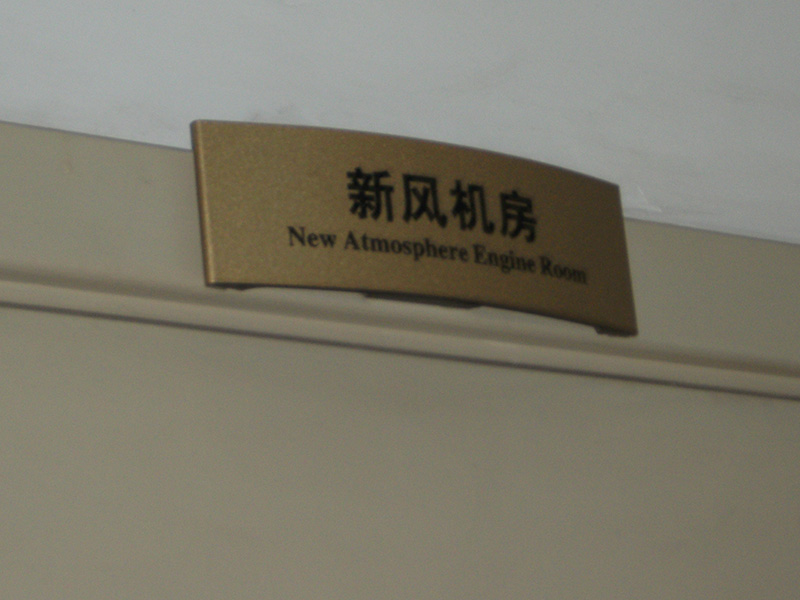 新风机房
New Atmosphere Engine Room